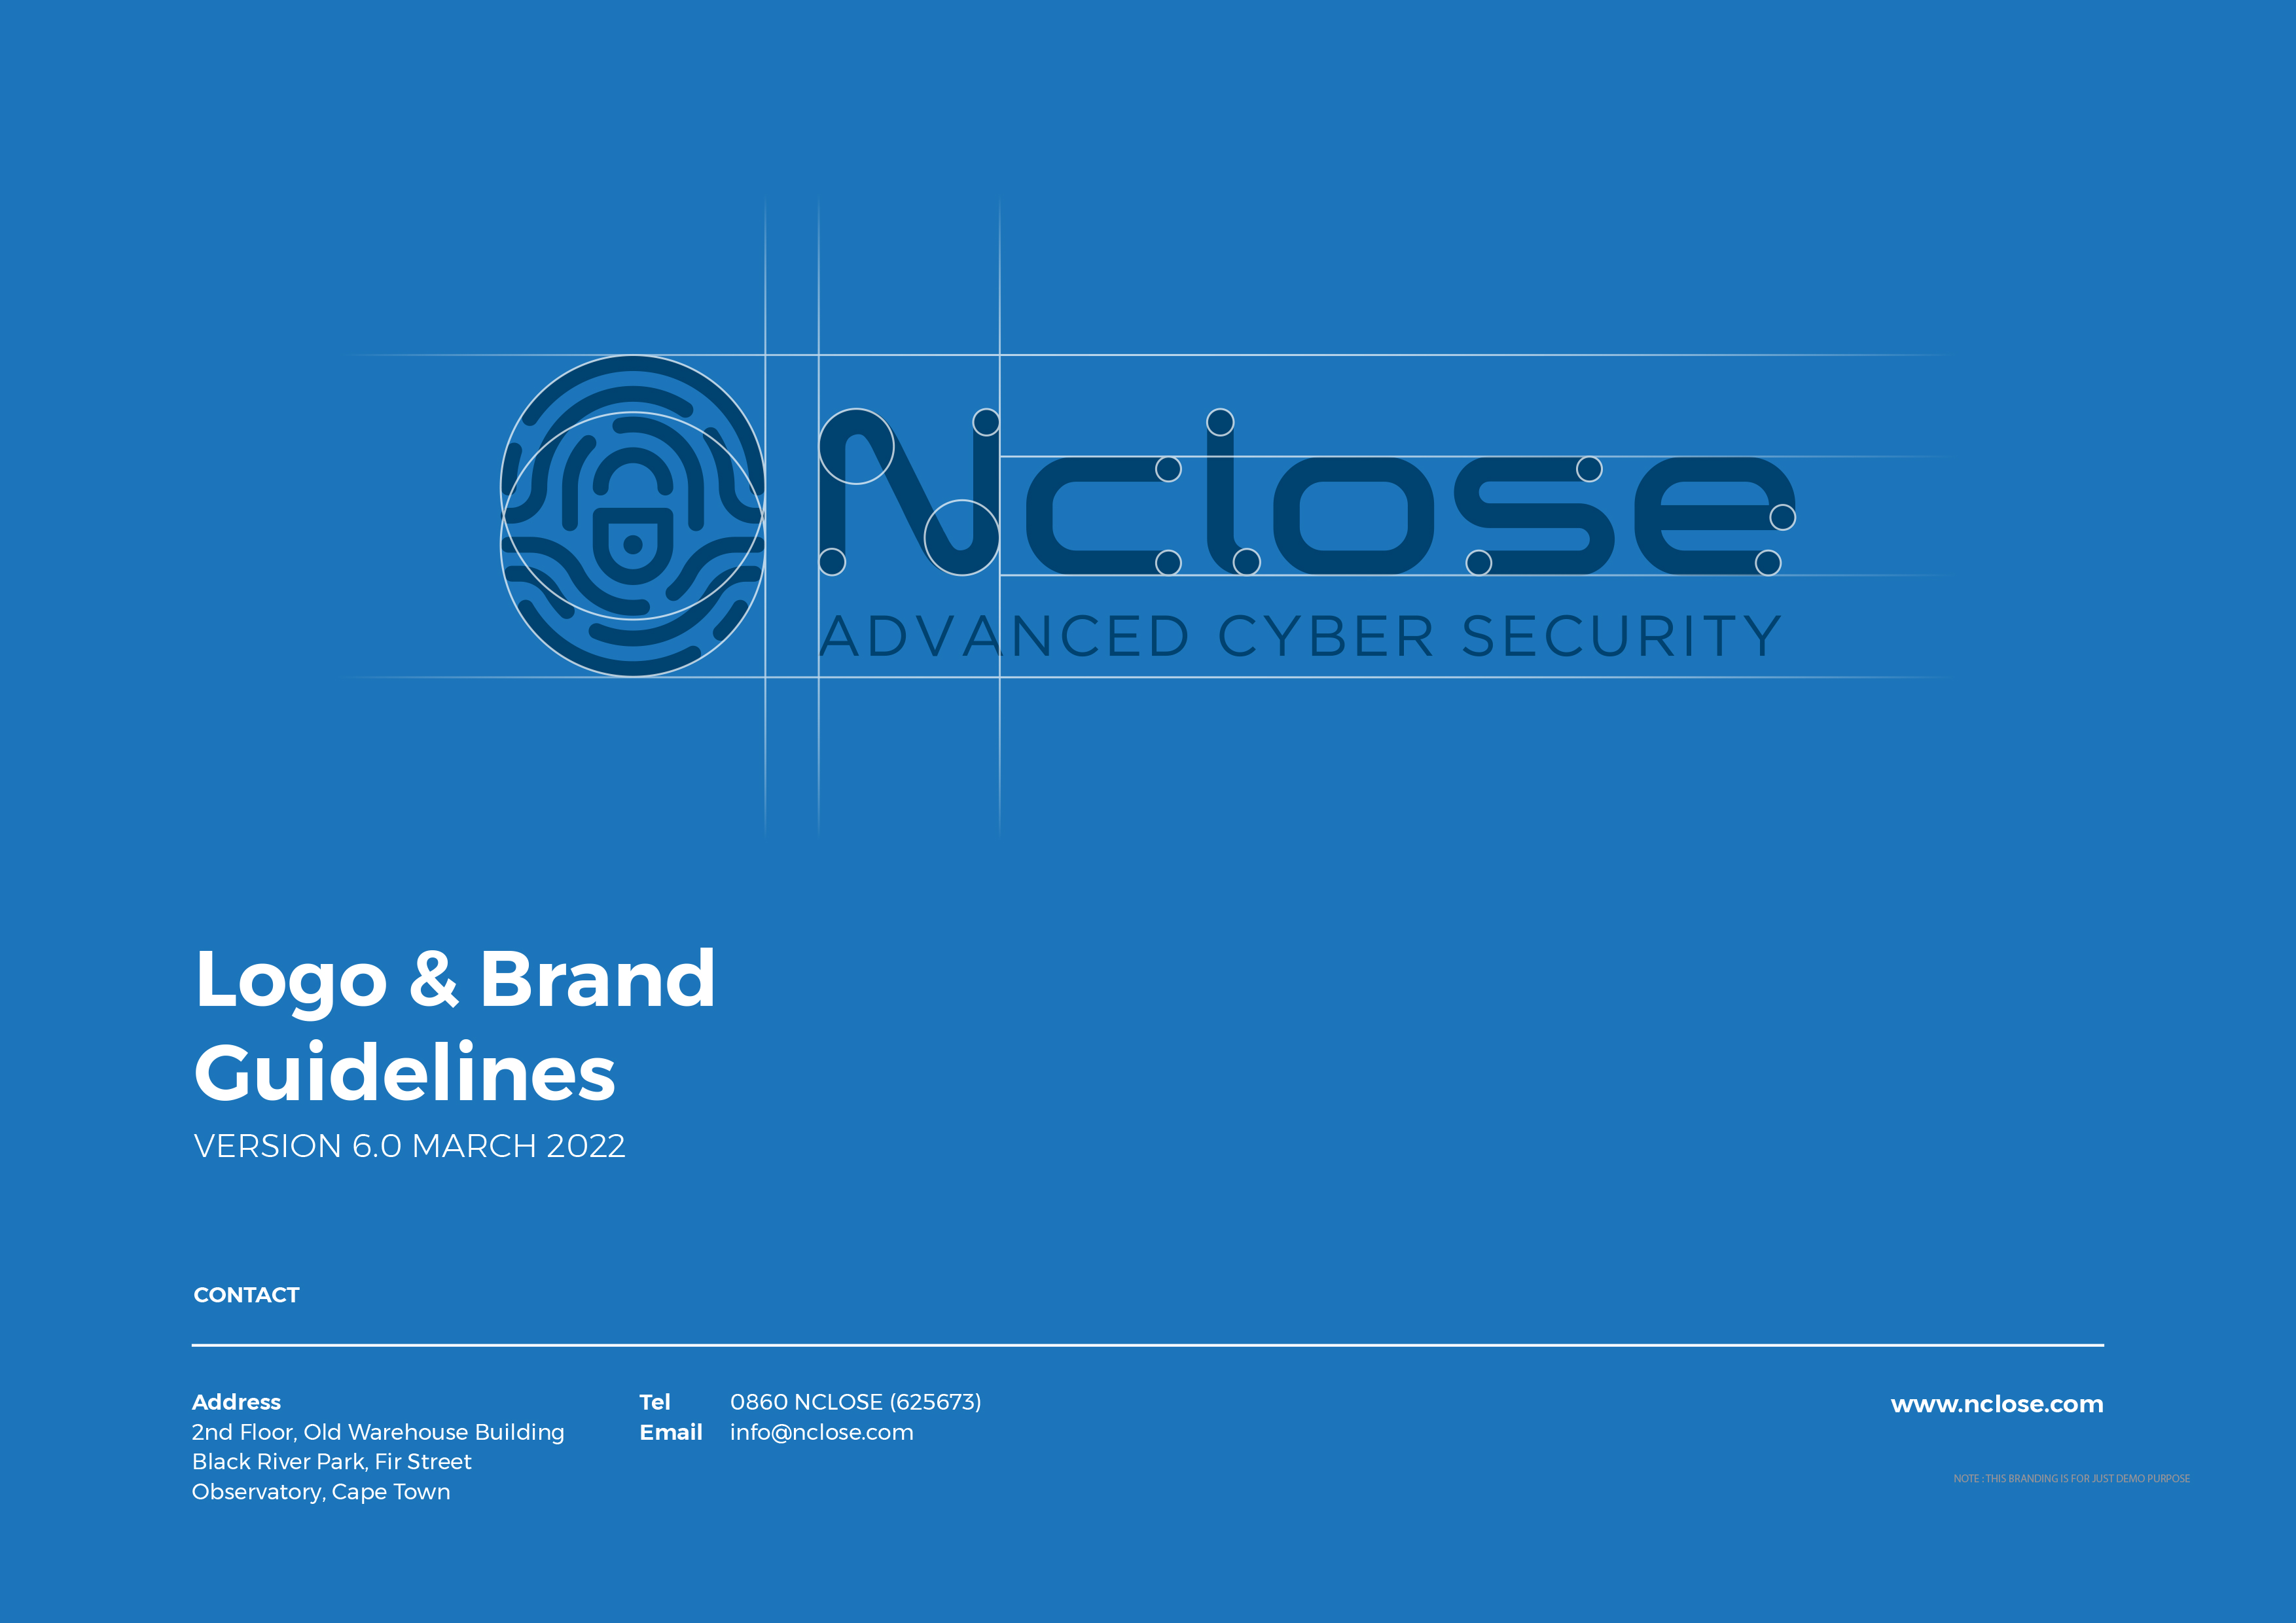 Nclose
ADVANCED CYBER SECURITY
Logo & Brand
Guidelines
VERSION 6.0 MARCH 2022
CONTACT
Address
2nd Floor, Old Warehouse Building
Black River Park, Fir Street
Observatory, Cape Town
Tel 0860 NCLOSE (625673)
Email info@nclose.com
www.nclose.com
NOTE : THIS BRANDING IS FOR JUST DEMO PURPOSE